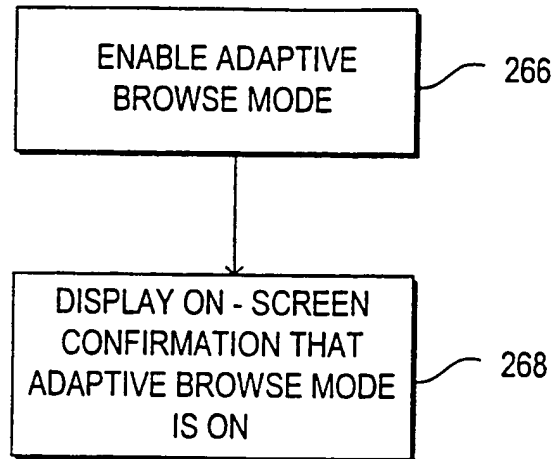 ENABLE ADAPTIVE
BROWSE MODE
266
DISPLAY ON - SCREEN
CONFIRMATION THAT
ADAPTIVE BROWSE MODE
IS ON
268